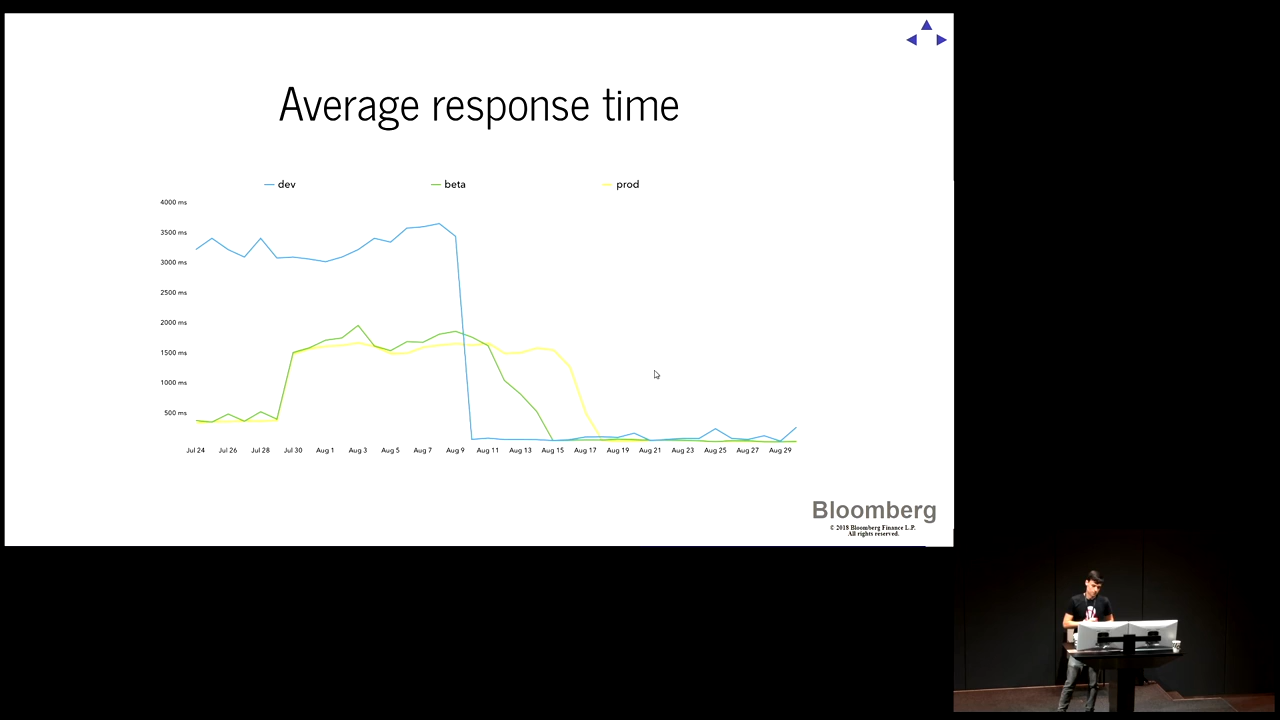 Average response time
dev beta prod
4000 ms
3500 ms
3000 ms
2500 ms
2000 ms
1500 ms
1000 ms
500 ms
Jul 24 Jul 26 Jul 28 Jul 30 Aug 1 Aug 3 Aug 5 Aug 7 Aug 9 Aug 11 Aug 13 Aug 15 Aug 17 Aug 19 Aug 21 Aug 23 Aug 25 Aug 27 Aug 29
Bloomberg
© 2018 Bloomberg Finance L.P.
All rights reserved.